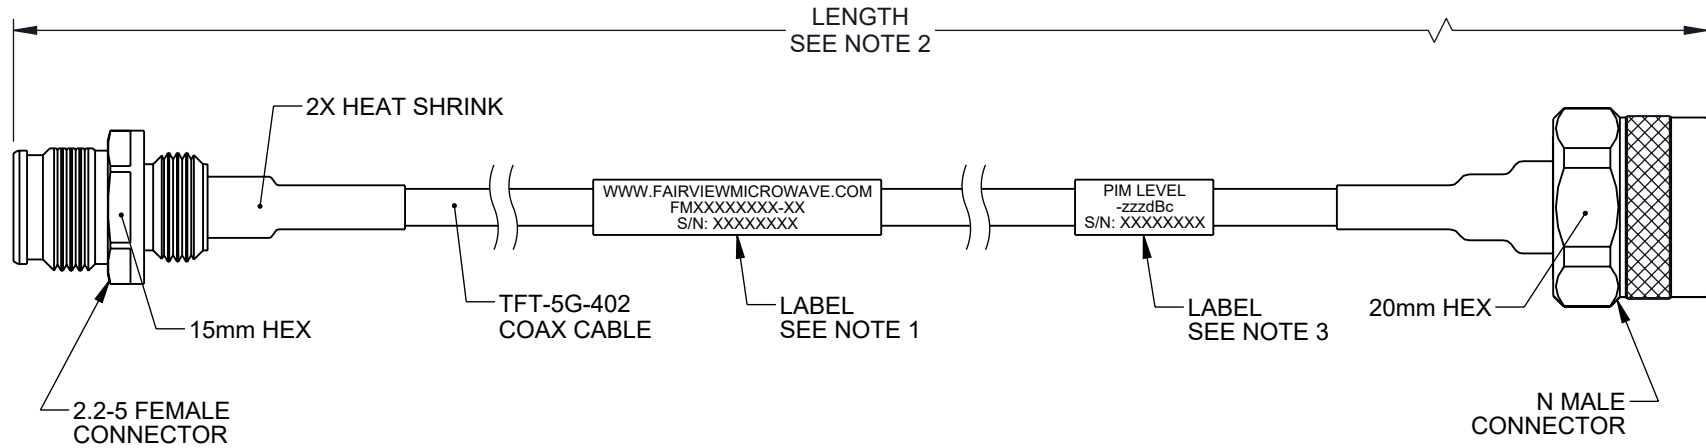 LENGTH
SEE NOTE 2
2X HEAT SHRINK
WWW.FAIRVIEWMICROWAVE.COM
FMXXXXXXXX-XX
S/N: XXXXXXXX
PIM LEVEL
-zzzdBc
S/N: XXXXXXXX
15mm HEX
TFT-5G-402
COAX CABLE
LABEL
SEE NOTE 1
LABEL
SEE NOTE 3
20mm HEX
2.2-5 FEMALE
CONNECTOR
N MALE
CONNECTOR